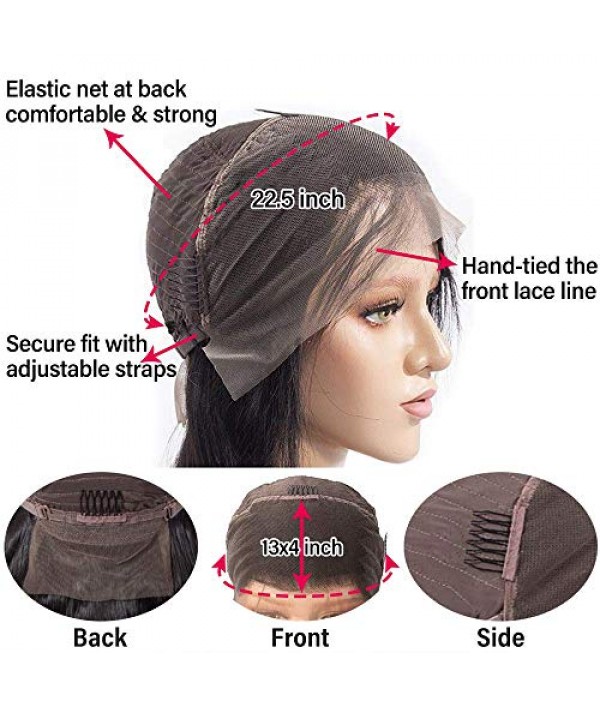 Elastic net at back
comfortable & strong
22.5 inch
Hand-tied the
front lace line
Secure fit with
adjustable straps
13x4 inch
Back
Front
Side